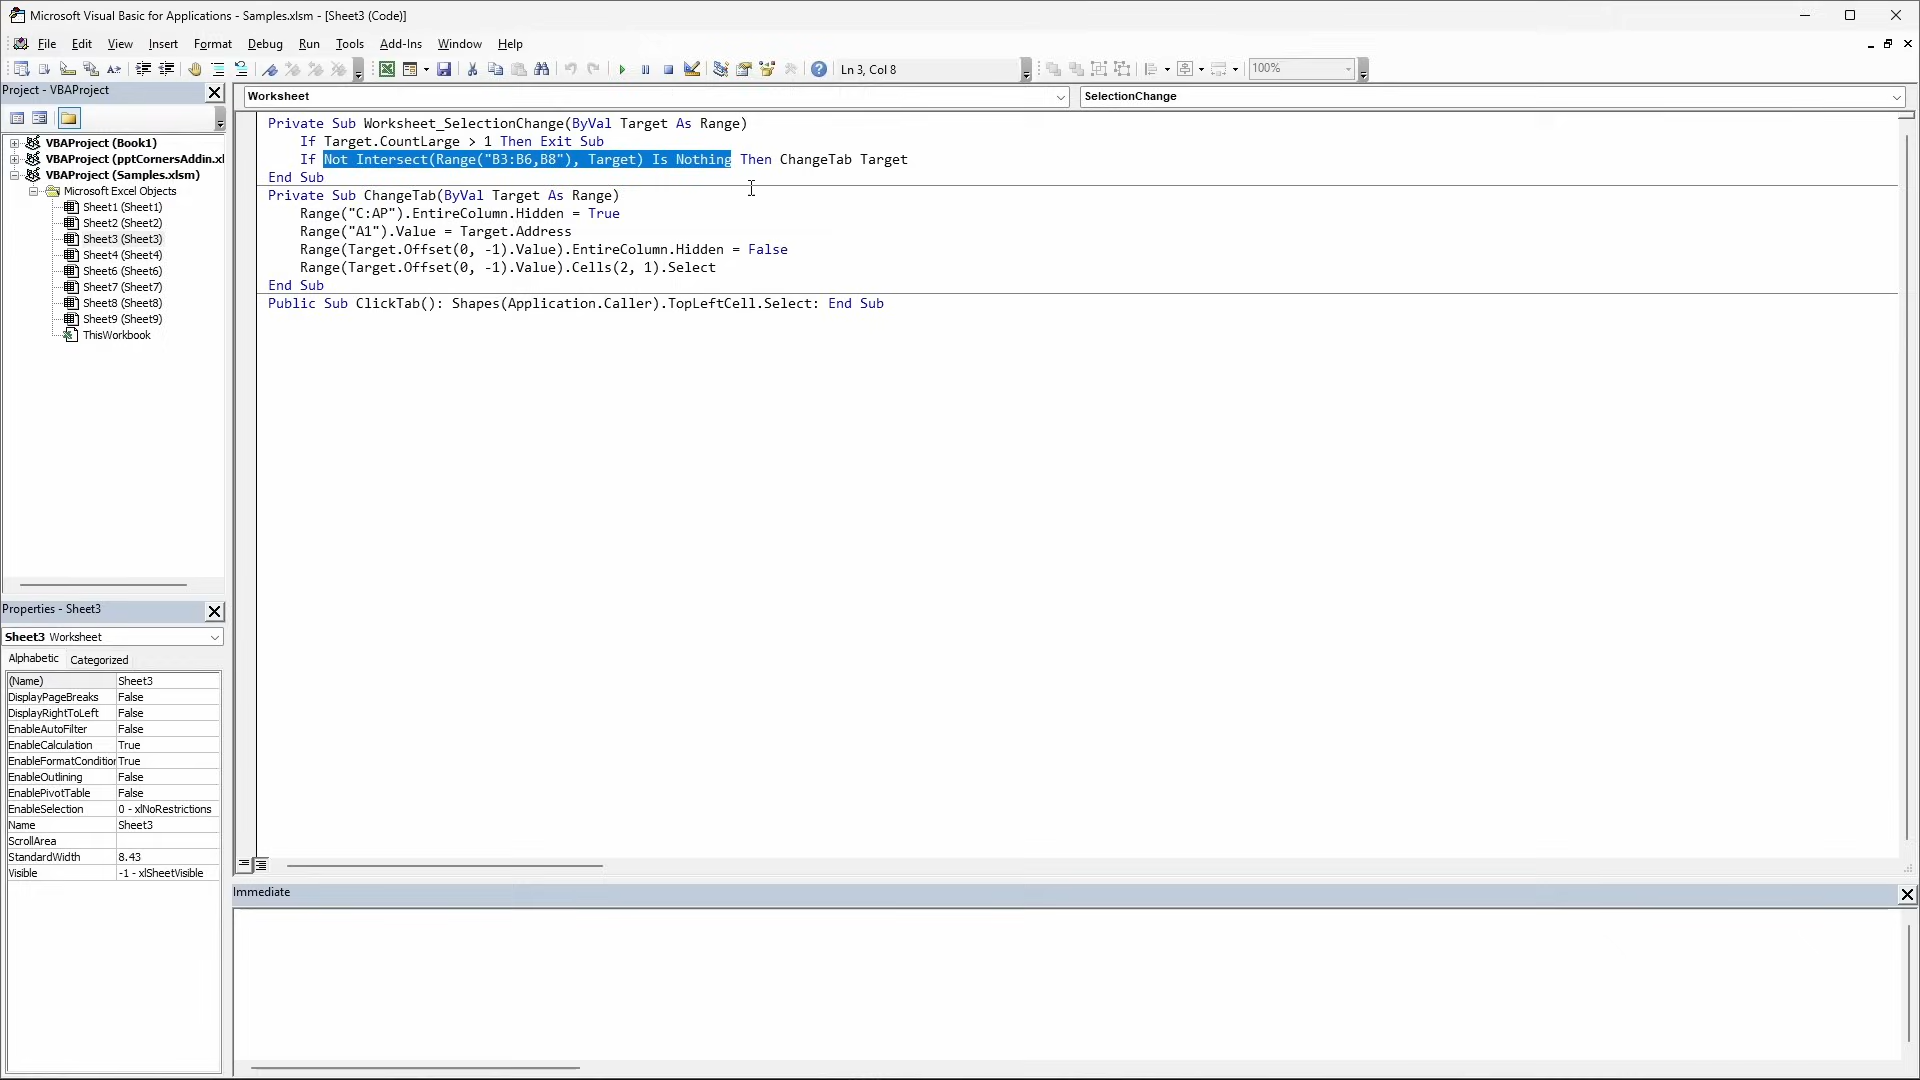 Microsoft Visual Basic for Applications - Samples.xlsm - [Sheet3 (Code)]
File Edit View Insert Format Debug Run Tools Add-Ins Window Help
Ln 3, Col 8
100%
Project - VBAProject
VBAProject (Book1)
VBAProject (pptCornersAddin.xl
VBAProject (Samples.xlsm)
Microsoft Excel Objects
Sheet1 (Sheet1)
Sheet2 (Sheet2)
Sheet3 (Sheet3)
Sheet4 (Sheet4)
Sheet6 (Sheet6)
Sheet7 (Sheet7)
Sheet8 (Sheet8)
Sheet9 (Sheet9)
ThisWorkbook
Properties - Sheet3
Sheet3 Worksheet
Alphabetic Categorized
(Name) Sheet3
DisplayPageBreaks False
DisplayRightToLeft False
EnableAutoFilter False
EnableCalculation True
EnableFormatCondition True
EnableOutlining False
EnablePivotTable False
EnableSelection 0 - xlNoRestrictions
Name Sheet3
ScrollArea
StandardWidth 8.43
Visible -1 - xlSheetVisible
Worksheet SelectionChange
Private Sub Worksheet_SelectionChange(ByVal Target As Range)
If Target.CountLarge > 1 Then Exit Sub
If Not Intersect(Range("B3:B6,B8"), Target) Is Nothing Then ChangeTab Target
End Sub
Private Sub ChangeTab(ByVal Target As Range)
Range("C:AP").EntireColumn.Hidden = True
Range("A1").Value = Target.Address
Range(Target.Offset(0, -1).Value).EntireColumn.Hidden = False
Range(Target.Offset(0, -1).Value).Cells(2, 1).Select
End Sub
Public Sub ClickTab(): Shapes(Application.Caller).TopLeftCell.Select: End Sub
Immediate